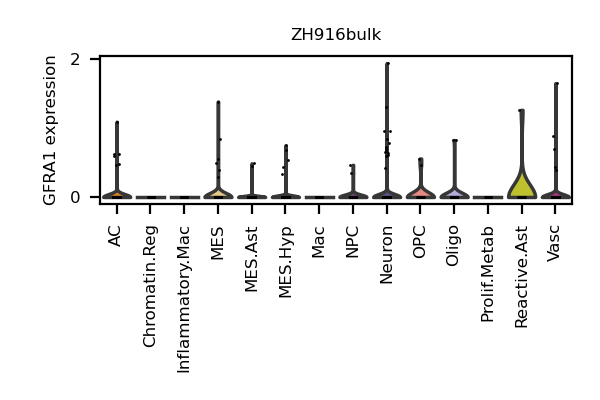 ZH916bulk
GFRA1 expression
2
0
AC
Chromatin.Reg
Inflammatory.Mac
MES
MES.Ast
MES.Hyp
Mac
NPC
Neuron
OPC
Oligo
Prolif.Metab
Reactive.Ast
Vasc